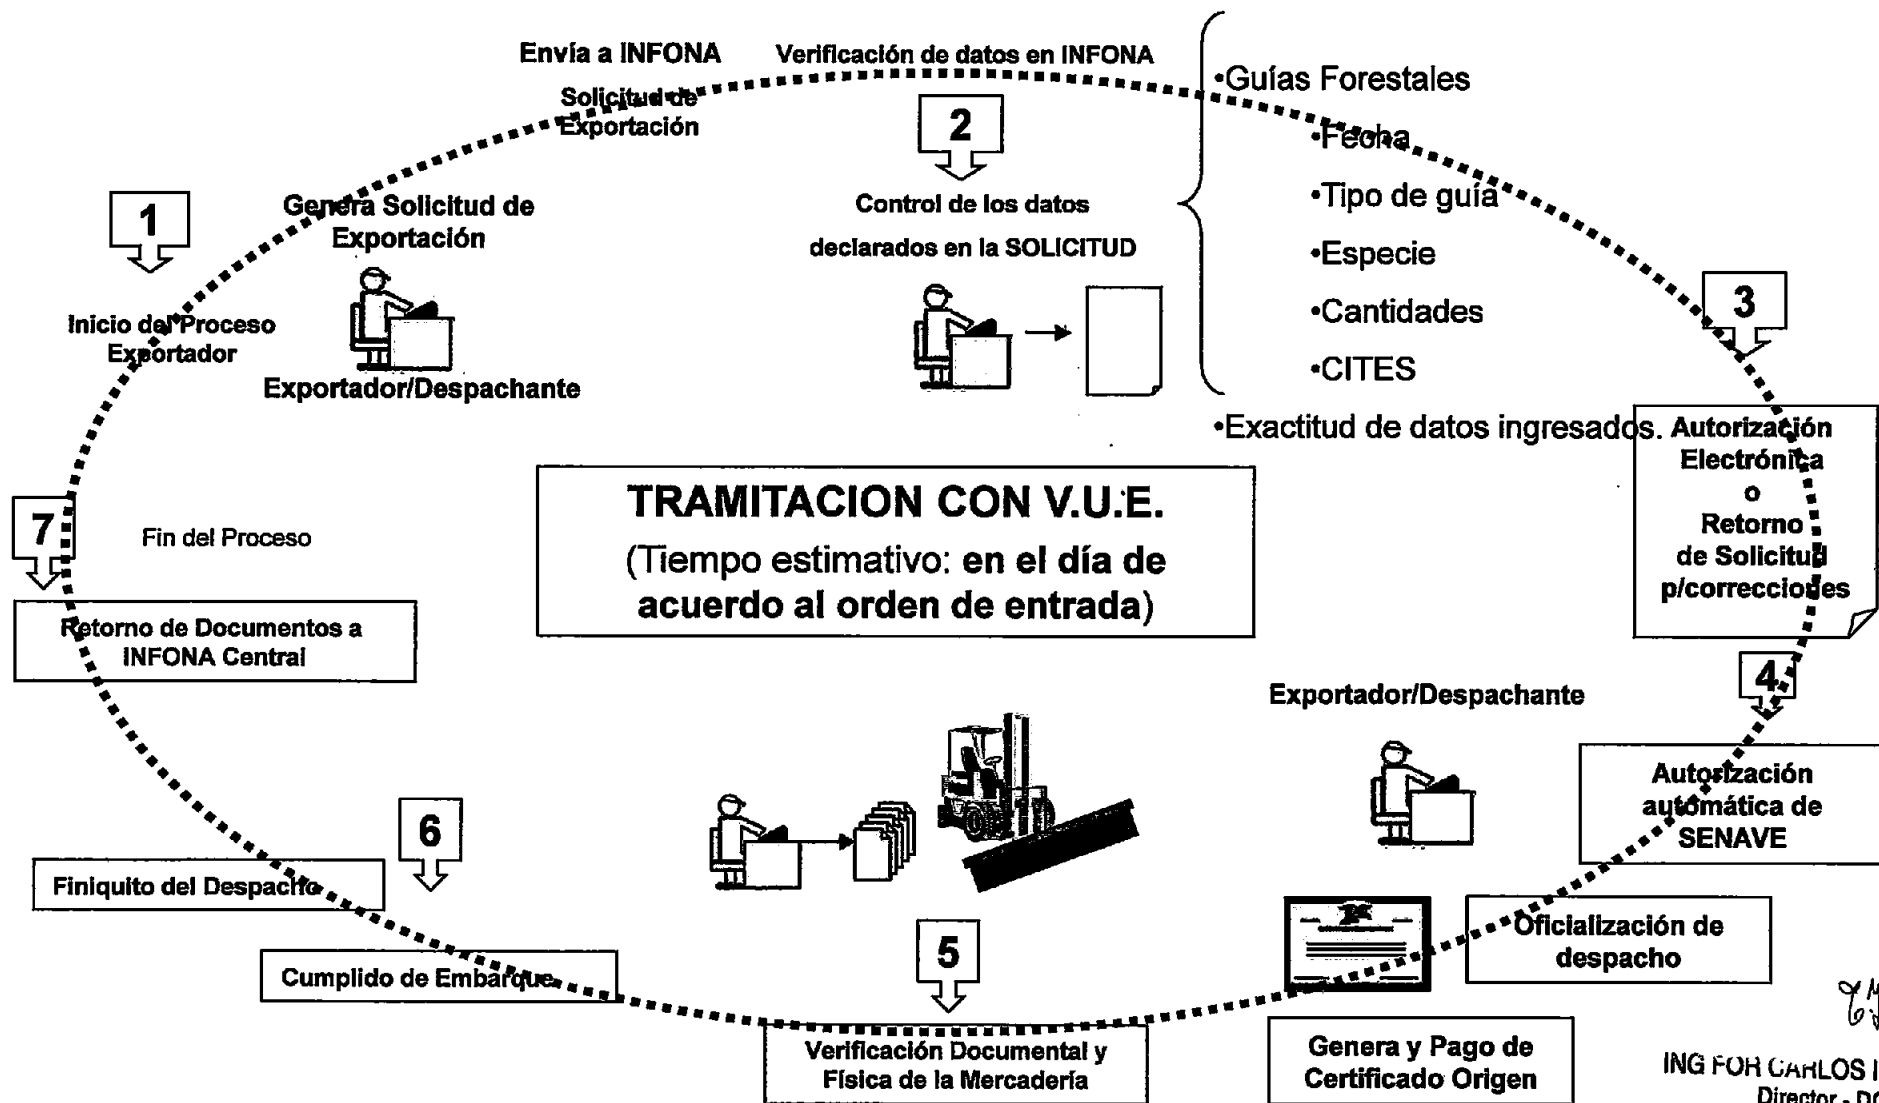 Envía a INFONA
Solicitud de
Exportación
Verificación de datos en INFONA
1
Inicio del Proceso
Exportador
Genera Solicitud de
Exportación
Exportador/Despachante
2
Control de los datos
declarados en la SOLICITUD
•Guías Forestales
•Fecha
•Tipo de guía
•Especie
•Cantidades
•CITES
•Exactitud de datos ingresados.
3
Autorización
Electrónica
o
Retorno
de Solicitud
p/correcciones
TRAMITACION CON V.U.E.
(Tiempo estimativo: en el día de
acuerdo al orden de entrada)
4
Exportador/Despachante
Autorización
automática de
SENAVE
Oficialización de
despacho
Genera y Pago de
Certificado Origen
5
Verificación Documental y
Física de la Mercadería
6
Cumplido de Embarque
Finiquito del Despacho
7
Fin del Proceso
Retorno de Documentos a
INFONA Central
ING FOR CARLOS
Director -